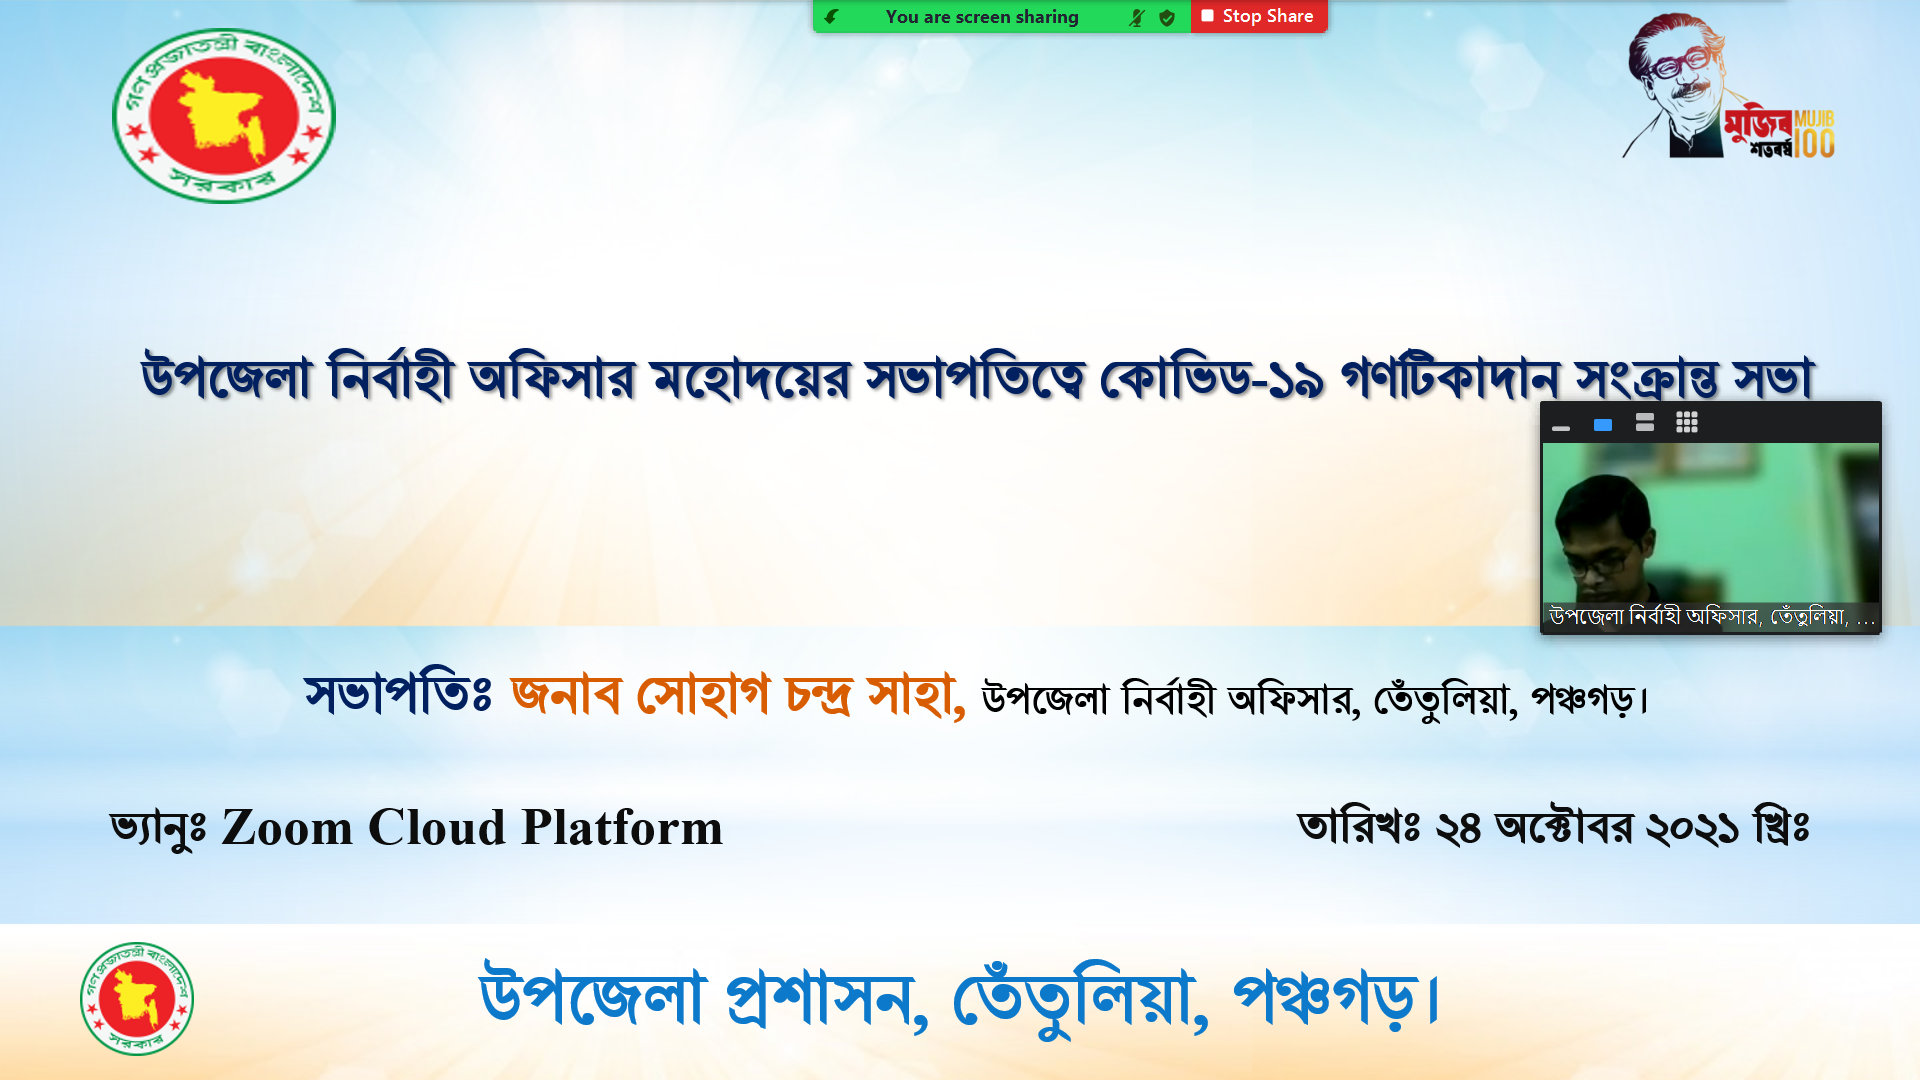 You are screen sharing
Stop Share
গণ প্রজাতন্ত্রী বাংলাদেশ
সরকার
মুজিব
শতবর্ষ
MUJIB
100
উপজেলা নির্বাহী অফিসার মহোদয়ের সভাপতিত্বে কোভিড-১৯ গণটিকাদান সংক্রান্ত সভা
উপজেলা নির্বাহী অফিসার, তেঁতুলিয়া, ...
সভাপতিঃ জনাব সোহাগ চন্দ্র সাহা, উপজেলা নির্বাহী অফিসার, তেঁতুলিয়া, পঞ্চগড়।
ভ্যানুঃ Zoom Cloud Platform
তারিখঃ ২৪ অক্টোবর ২০২১ খ্রিঃ
গণ প্রজাতন্ত্রী বাংলাদেশ
সরকার
উপজেলা প্রশাসন, তেঁতুলিয়া, পঞ্চগড়।